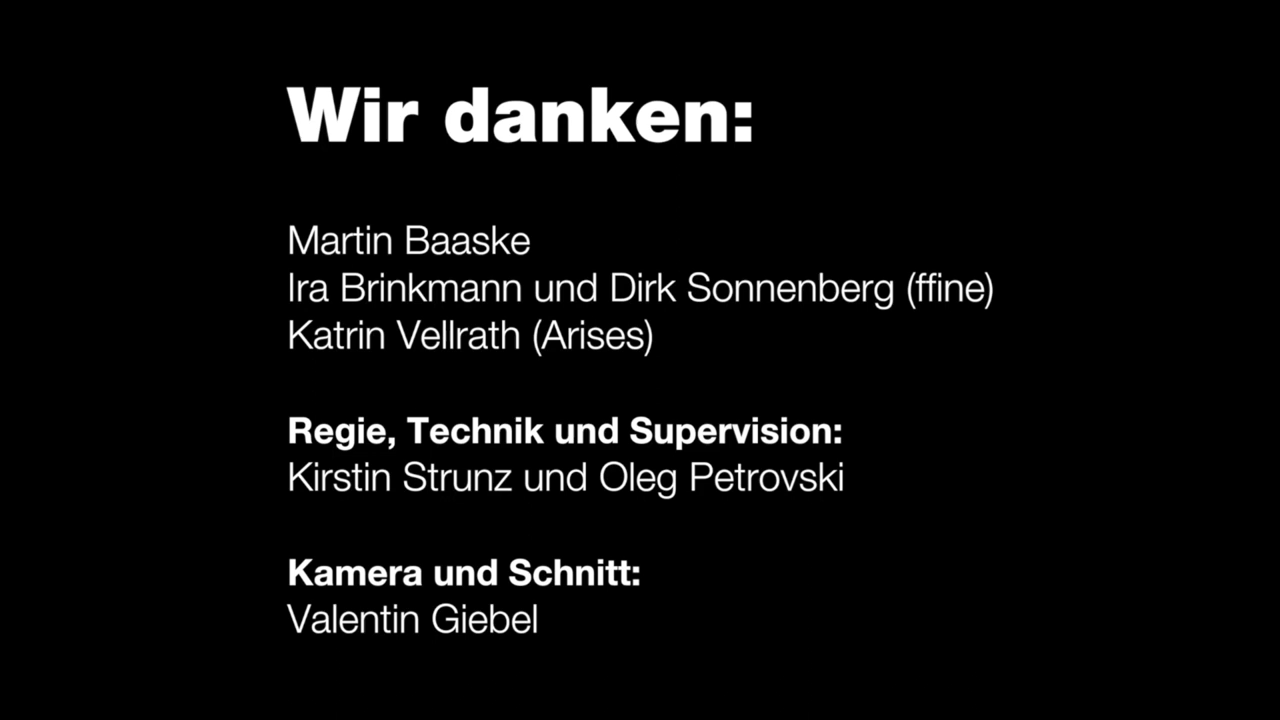 Wir danken:
Martin Baaske
Ira Brinkmann und Dirk Sonnenberg (ffine)
Katrin Vellrath (Arises)
Regie, Technik und Supervision:
Kirstin Strunz und Oleg Petrovski
Kamera und Schnitt:
Valentin Giebel